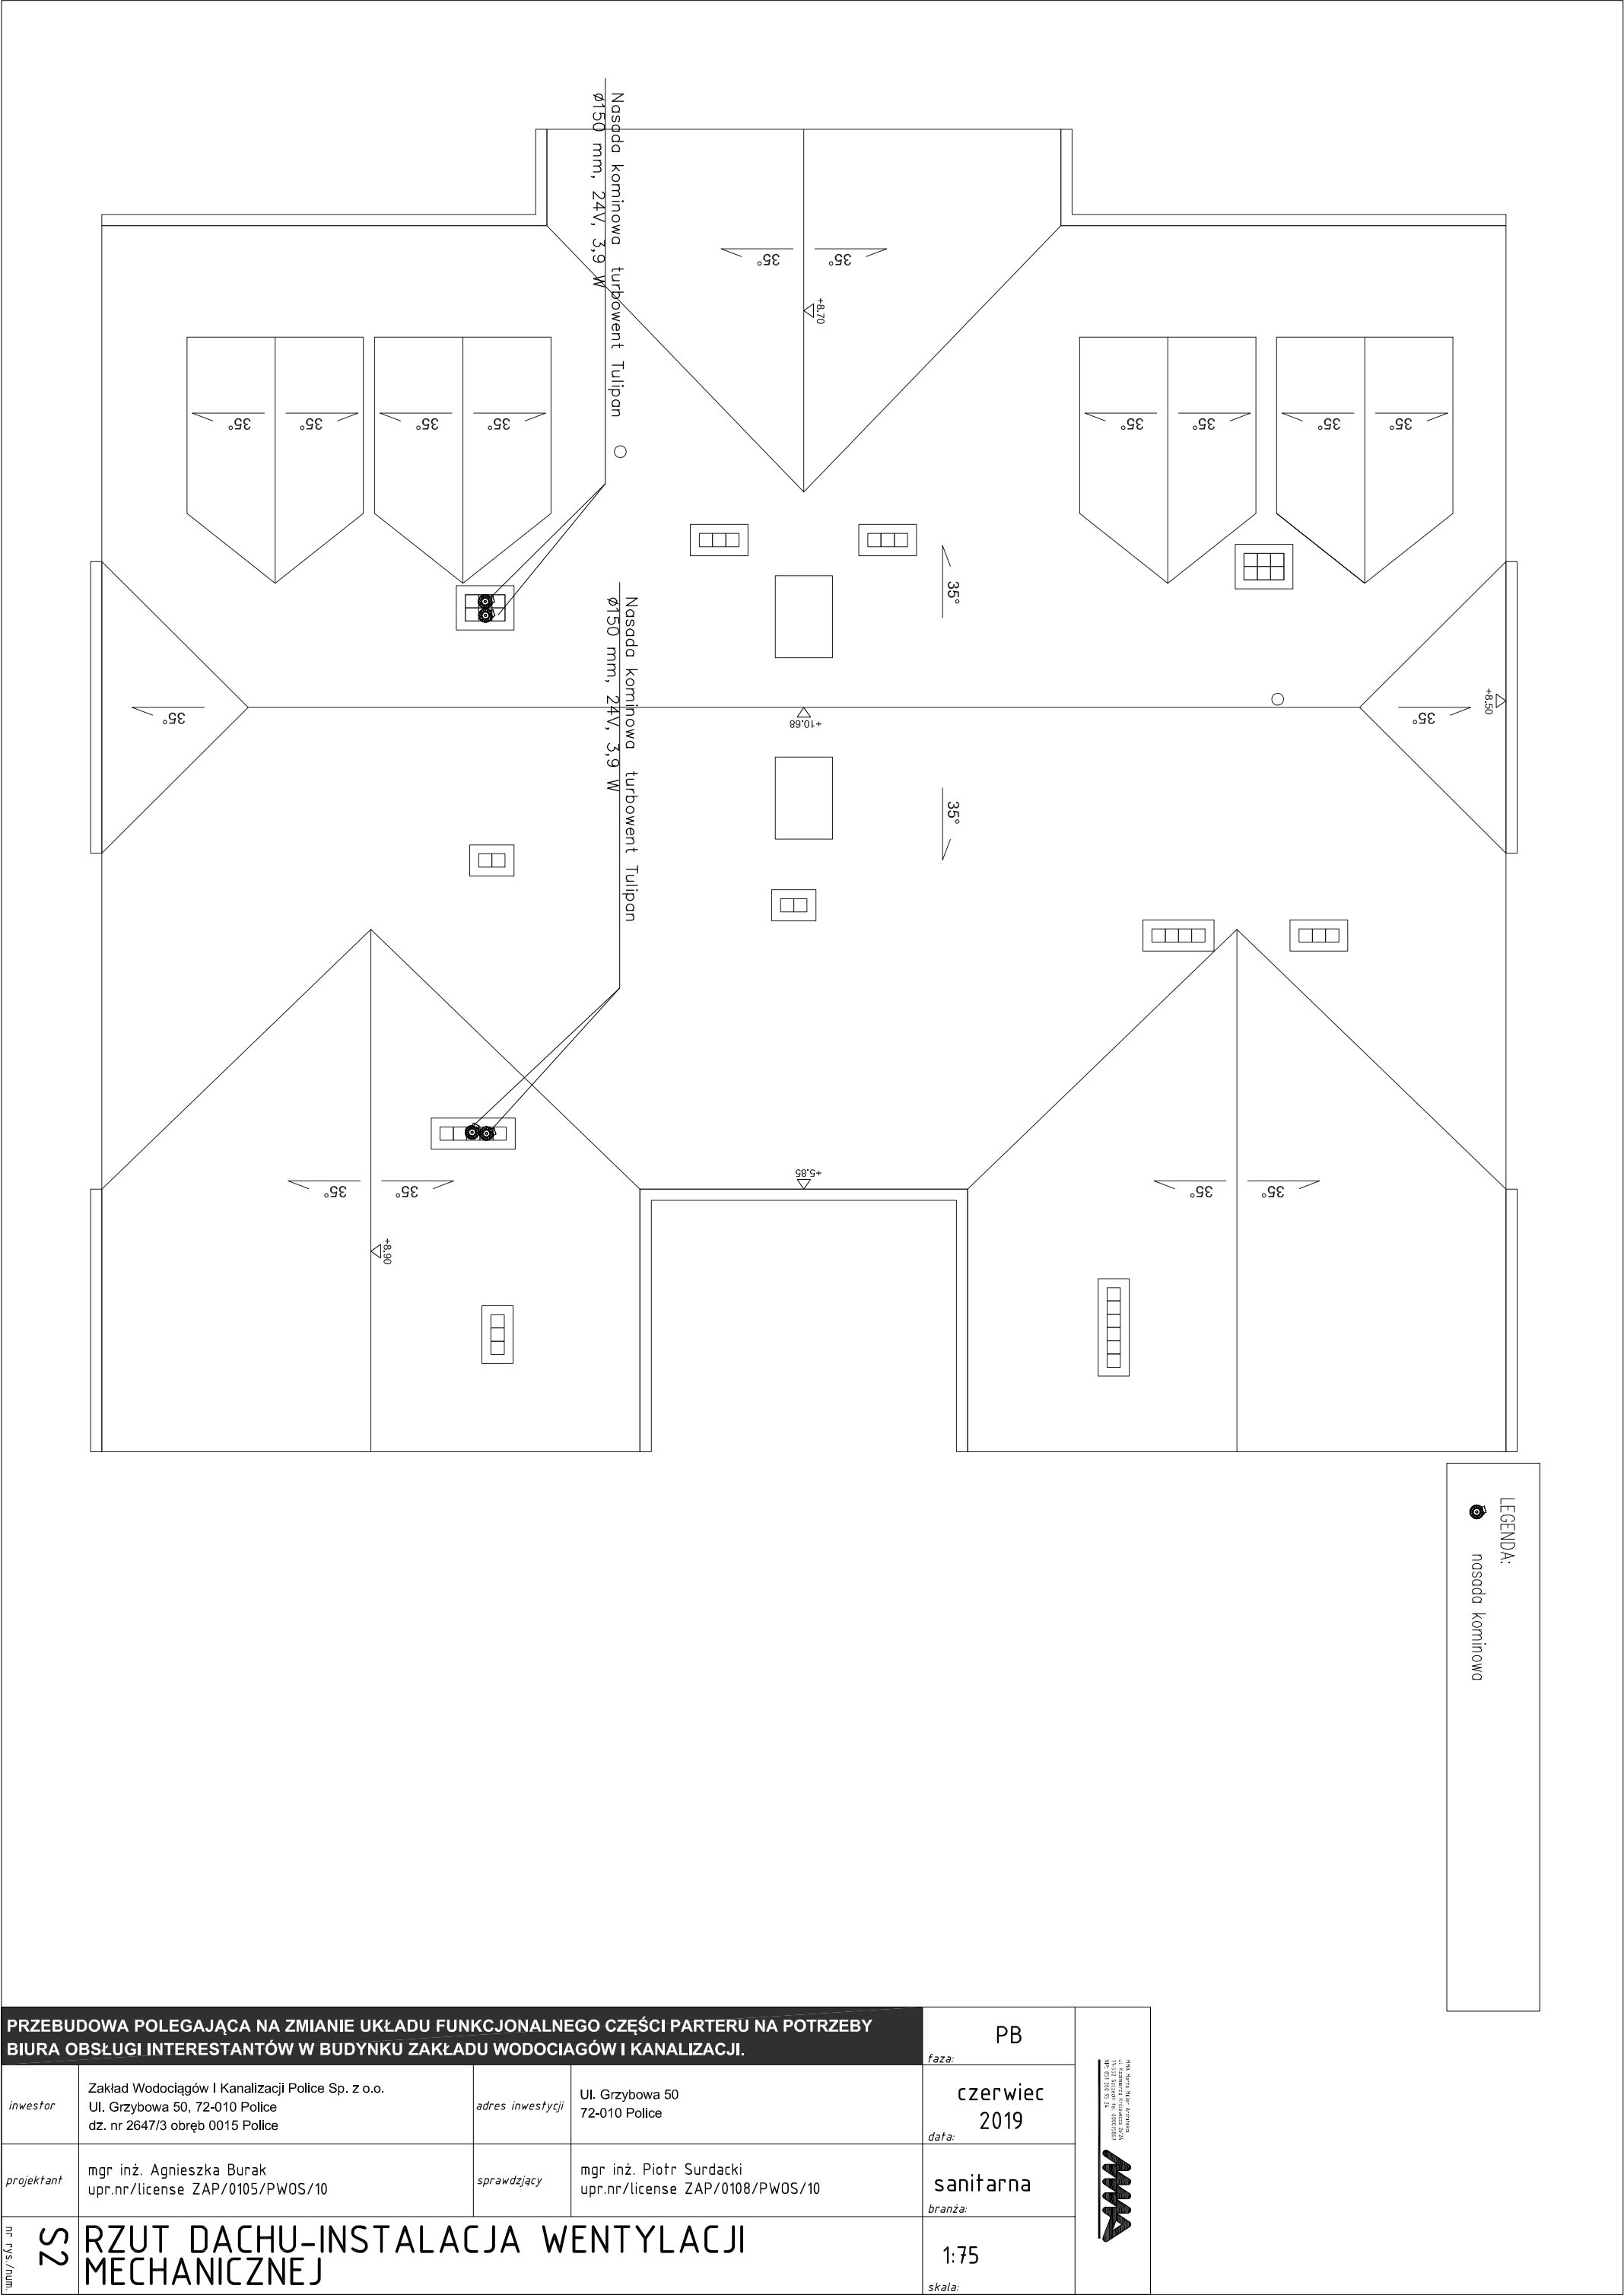 Nasada kominowa turbowent Tulipan
ø150 mm, 24V, 3,9 W
35°
35°
+8.70
35°
35°
35°
35°
35°
35°
35°
35°
35°
Nasada kominowa turbowent Tulipan
ø150 mm, 24V, 3,9 W
35°
+10.68
35°
+8.50
35°
+5.85
35°
35°
35°
35°
+8.90
LEGENDA:
nasada kominowa
PRZEBUDOWA POLEGAJĄCA NA ZMIANIE UKŁADU FUNKCJONALNEGO CZĘŚCI PARTERU NA POTRZEBY
BIURA OBSŁUGI INTERESTANTÓW W BUDYNKU ZAKŁADU WODOCIAGÓW I KANALIZACJI.
PB
faza:
inwestor
Zakład Wodociągów I Kanalizacji Police Sp. z o.o.
Ul. Grzybowa 50, 72-010 Police
dz. nr 2647/3 obręb 0015 Police
adres inwestycji
Ul. Grzybowa 50
72-010 Police
czerwiec
2019
data:
projektant
mgr inż. Agnieszka Burak
upr.nr/license ZAP/0105/PWOS/10
sprawdzjący
mgr inż. Piotr Surdacki
upr.nr/license ZAP/0108/PWOS/10
sanitarna
branża:
nr rys./num.
S2
RZUT DACHU-INSTALACJA WENTYLACJI
MECHANICZNEJ
1:75
skala:
MMA